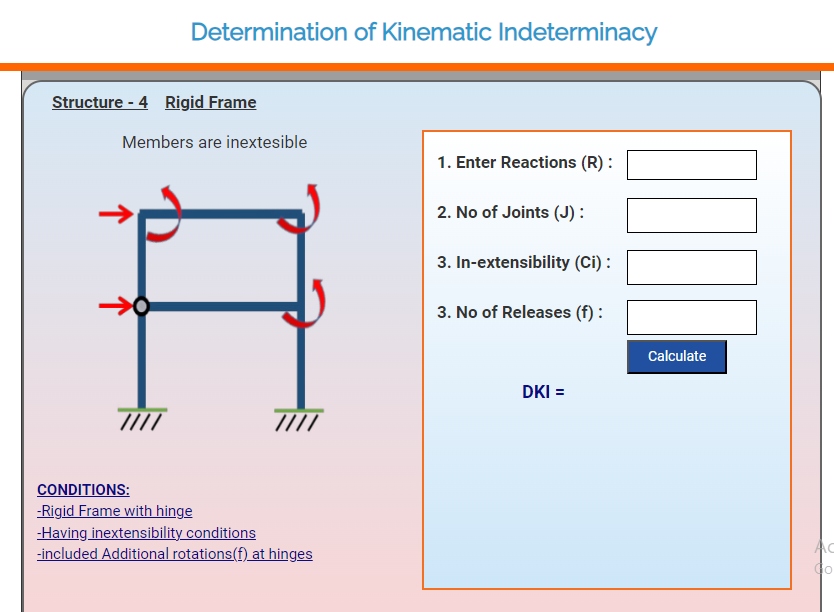 Determination of Kinematic Indeterminacy
Structure - 4 Rigid Frame
Members are inextesible
1. Enter Reactions (R) :
2. No of Joints (J) :
3. In-extensibility (Ci) :
3. No of Releases (f) :
Calculate
DKI =
CONDITIONS:
-Rigid Frame with hinge
-Having inextensibility conditions
-included Additional rotations(f) at hinges